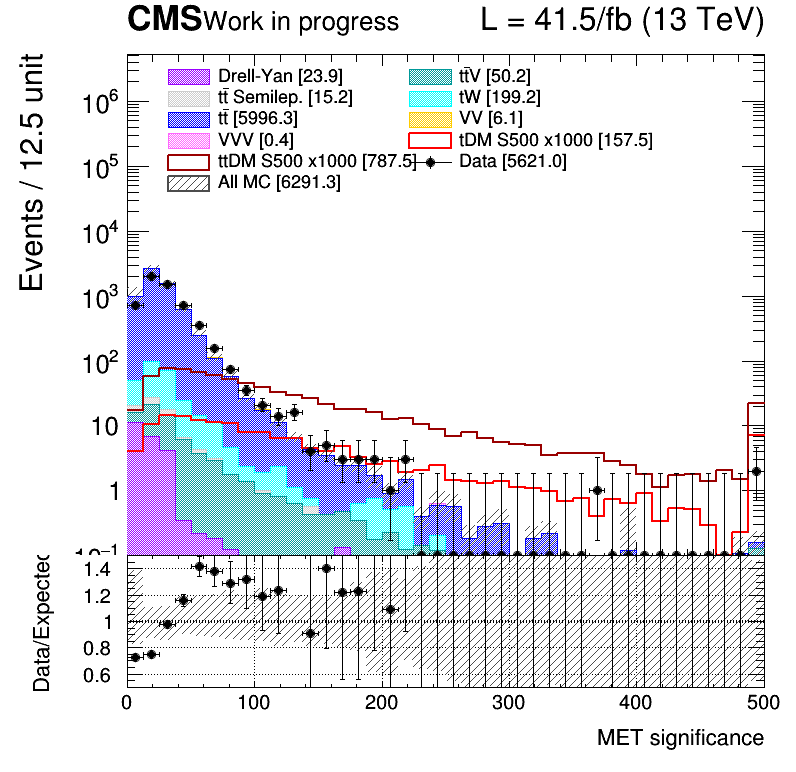 CMS Work in progress L = 41.5/fb (13 TeV)
Drell-Yan [23.9] tt̄V [50.2]
tt̄ Semilep. [15.2] tW [199.2]
tt̄ [5996.3] VV [6.1]
VVV [0.4] tDM S500 x1000 [157.5]
ttDM S500 x1000 [787.5] Data [5621.0]
All MC [6291.3]
Events / 12.5 unit
10⁶
10⁵
10⁴
10³
10²
10
1
10⁻¹
Data/Expected
1.4
1.2
1
0.8
0.6
0 100 200 300 400 500
MET significance